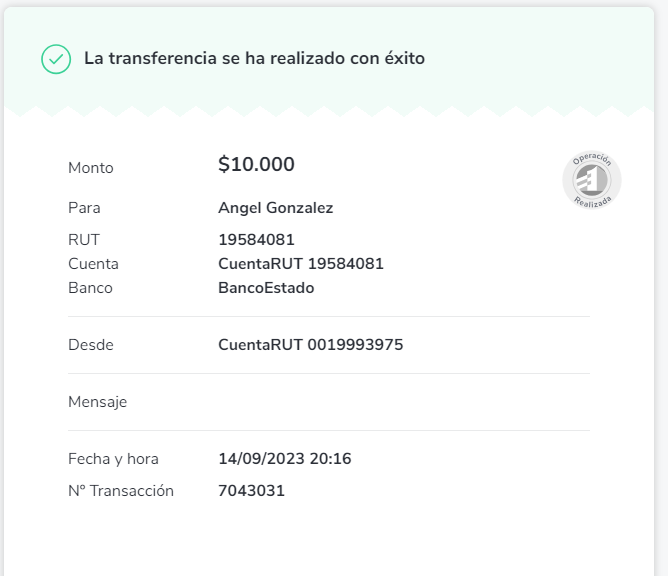 La transferencia se ha realizado con éxito
Monto $10.000
Operación
Realizada
Para Angel Gonzalez
RUT 19584081
Cuenta CuentaRUT 19584081
Banco BancoEstado
Desde CuentaRUT 0019993975
Mensaje
Fecha y hora 14/09/2023 20:16
Nº Transacción 7043031